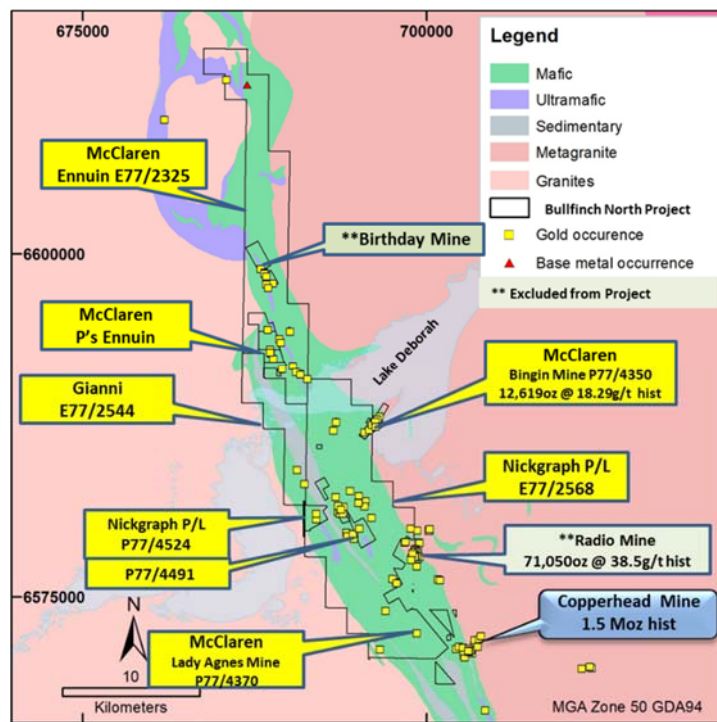 675000
700000
Legend
Mafic
Ultramafic
Sedimentary
Metagranite
Granites
Bullfinch North Project
Gold occurence
Base metal occurrence
** Excluded from Project
McClaren
Ennuin E77/2325
6600000
**Birthday Mine
McClaren
P's Ennuin
Lake Deborah
McClaren
Bingin Mine P77/4350
12,619oz @ 18.29g/t hist
Gianni
E77/2544
Nickgraph P/L
E77/2568
Nickgraph P/L
P77/4524
P77/4491
**Radio Mine
71,050oz @ 38.5g/t hist
6575000
N
Copperhead Mine
1.5 Moz hist
McClaren
Lady Agnes Mine
P77/4370
10
Kilometers
MGA Zone 50 GDA94